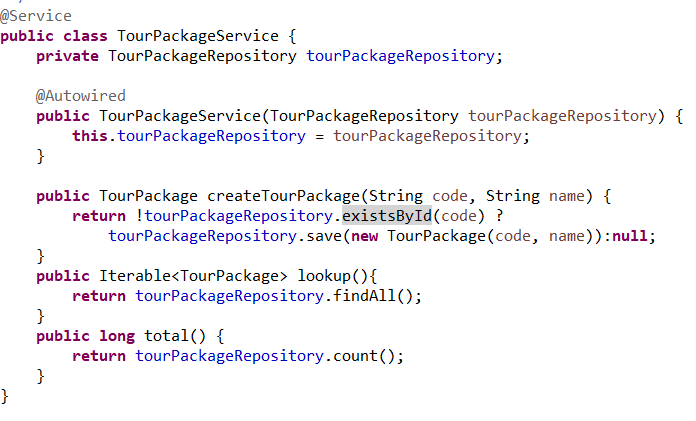 @Service
public class TourPackageService {
    private TourPackageRepository tourPackageRepository;

    @Autowired
    public TourPackageService(TourPackageRepository tourPackageRepository) {
        this.tourPackageRepository = tourPackageRepository;
    }

    public TourPackage createTourPackage(String code, String name) {
        return !tourPackageRepository.existsById(code) ?
            tourPackageRepository.save(new TourPackage(code, name)):null;
    }
    public Iterable<TourPackage> lookup(){
        return tourPackageRepository.findAll();
    }
    public long total() {
        return tourPackageRepository.count();
    }
}